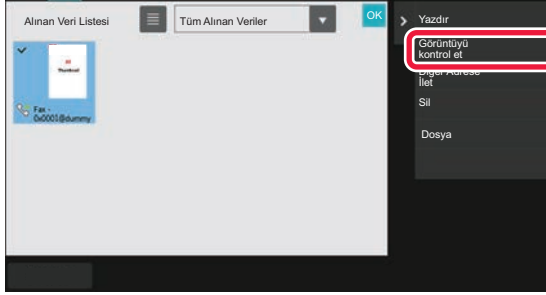 Alınan Veri Listesi
Tüm Alınan Veriler
OK
Yazdır
Görüntüyü
kontrol et
Diğer Adrese
İlet
Sil
Dosya
Fax -
0x0001@dummy